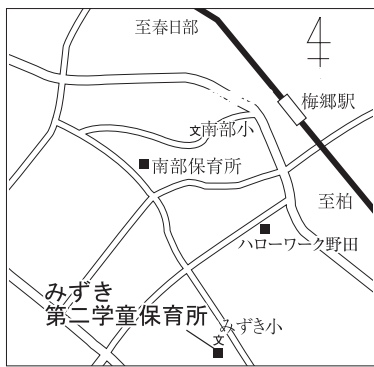 至春日部
梅郷駅
文南部小
南部保育所
至柏
ハローワーク野田
みずき
第二学童保育所
みずき小
文